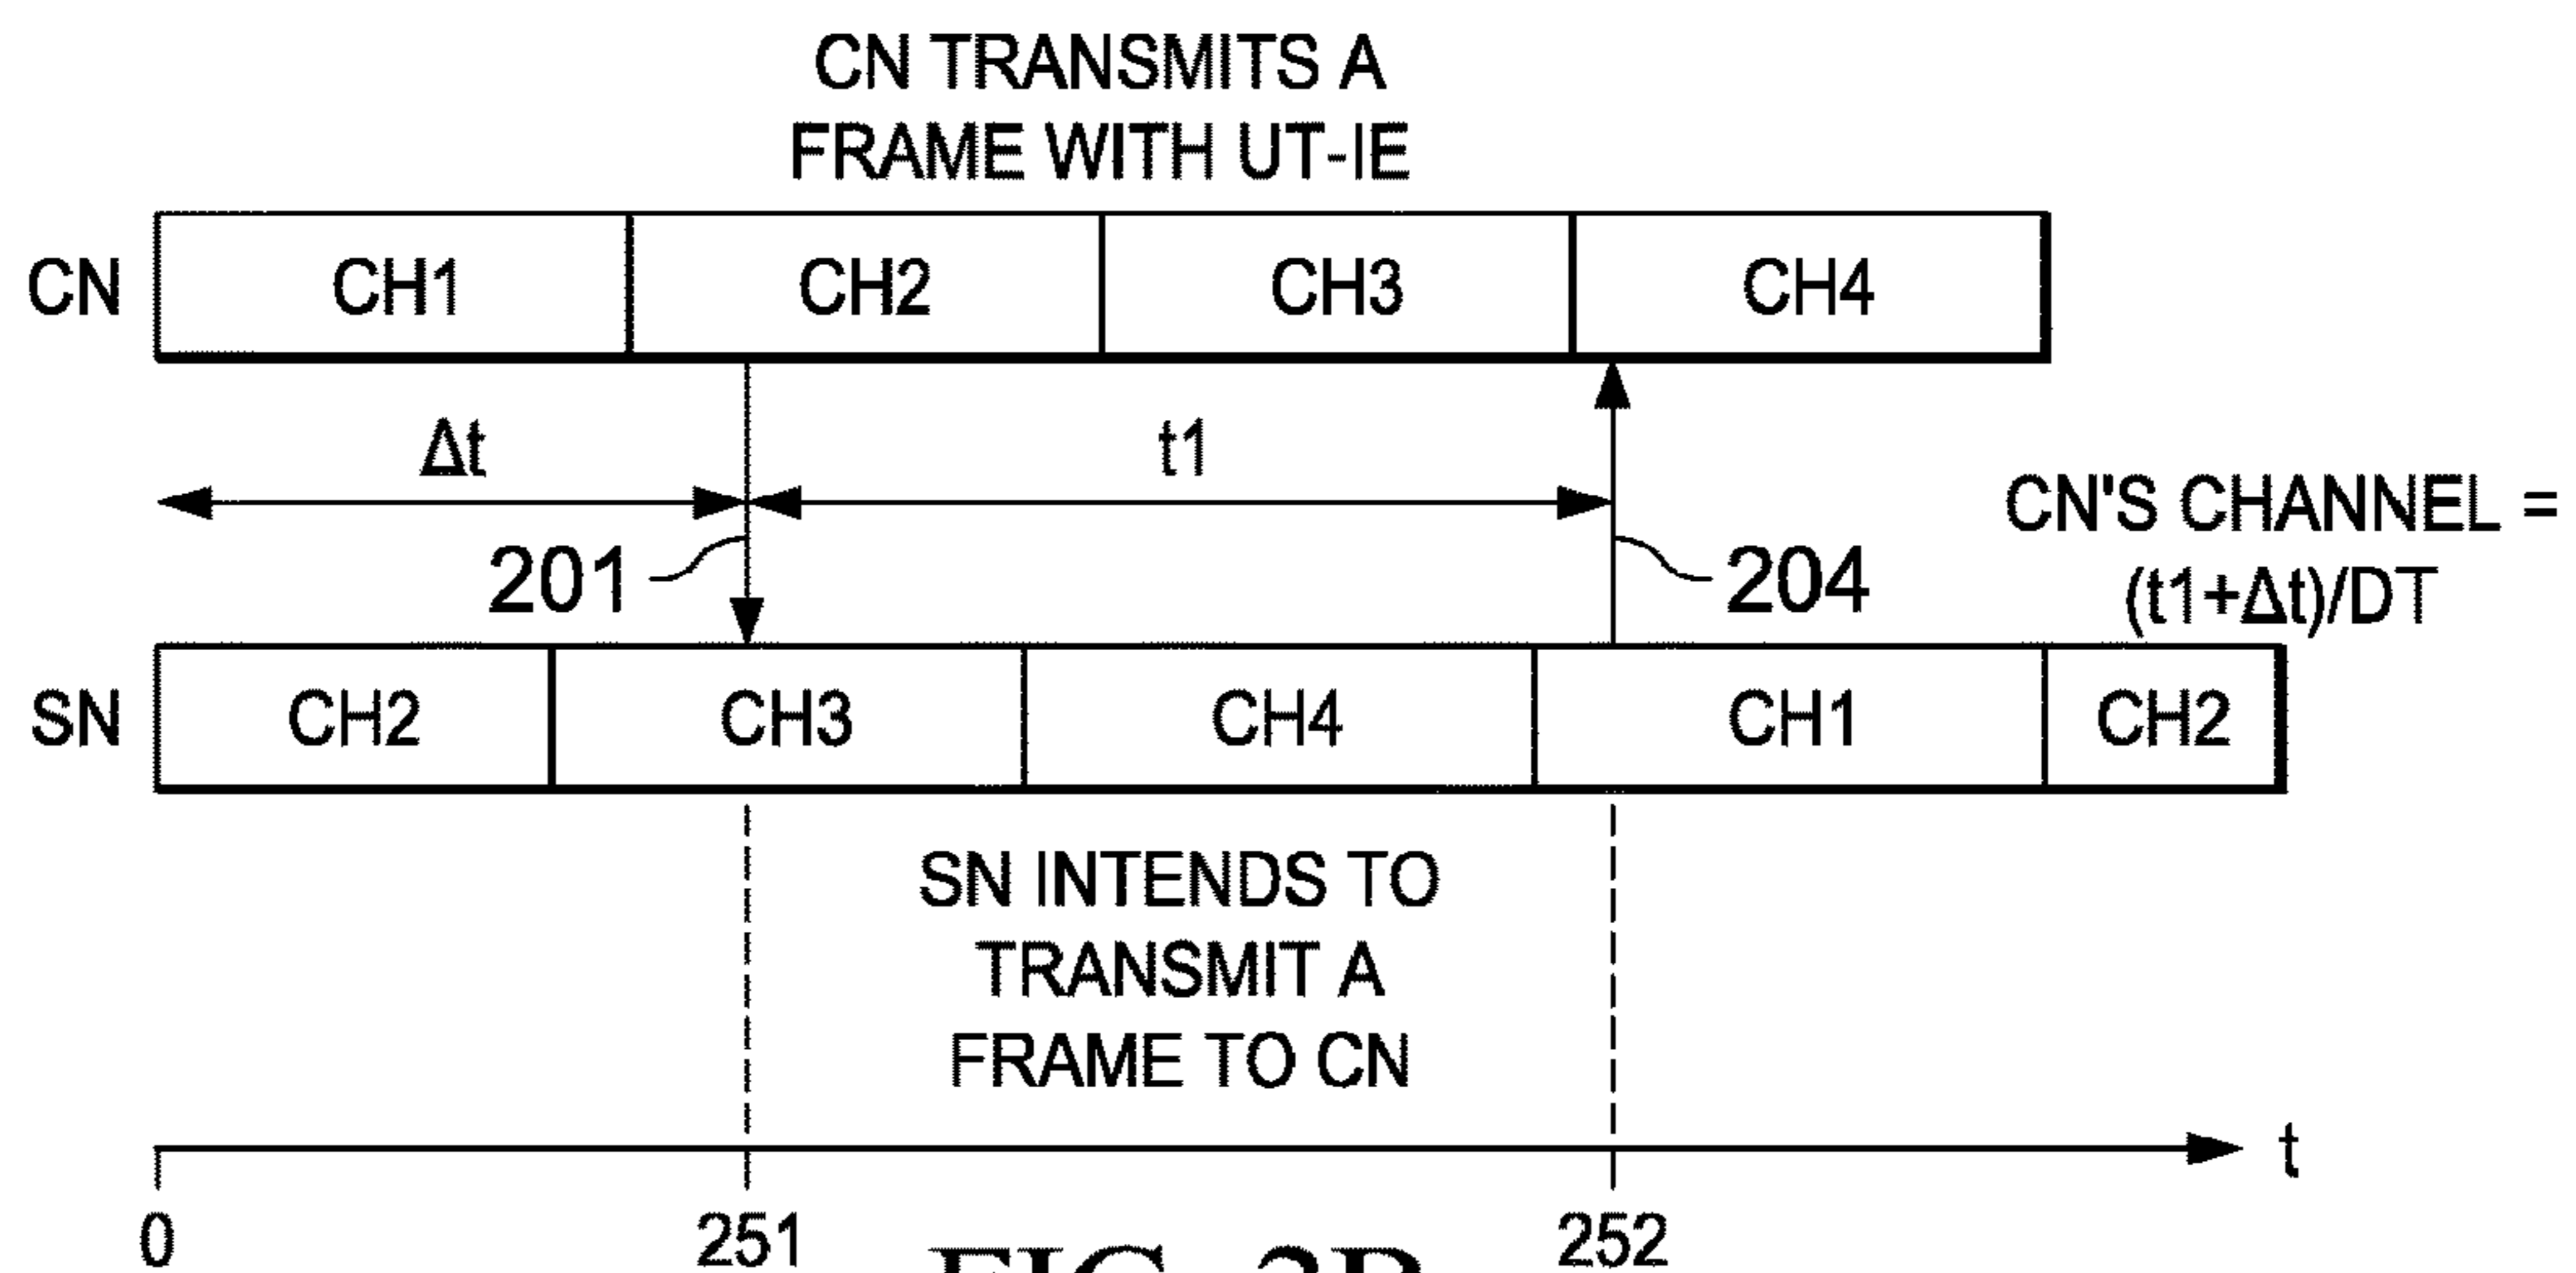 CN TRANSMITS A
FRAME WITH UT-IE
CN CH1 CH2 CH3 CH4
Δt t1
CN'S CHANNEL =
(t1+Δt)/DT
201 204
SN CH2 CH3 CH4 CH1 CH2
SN INTENDS TO
TRANSMIT A
FRAME TO CN
t
0 251 252